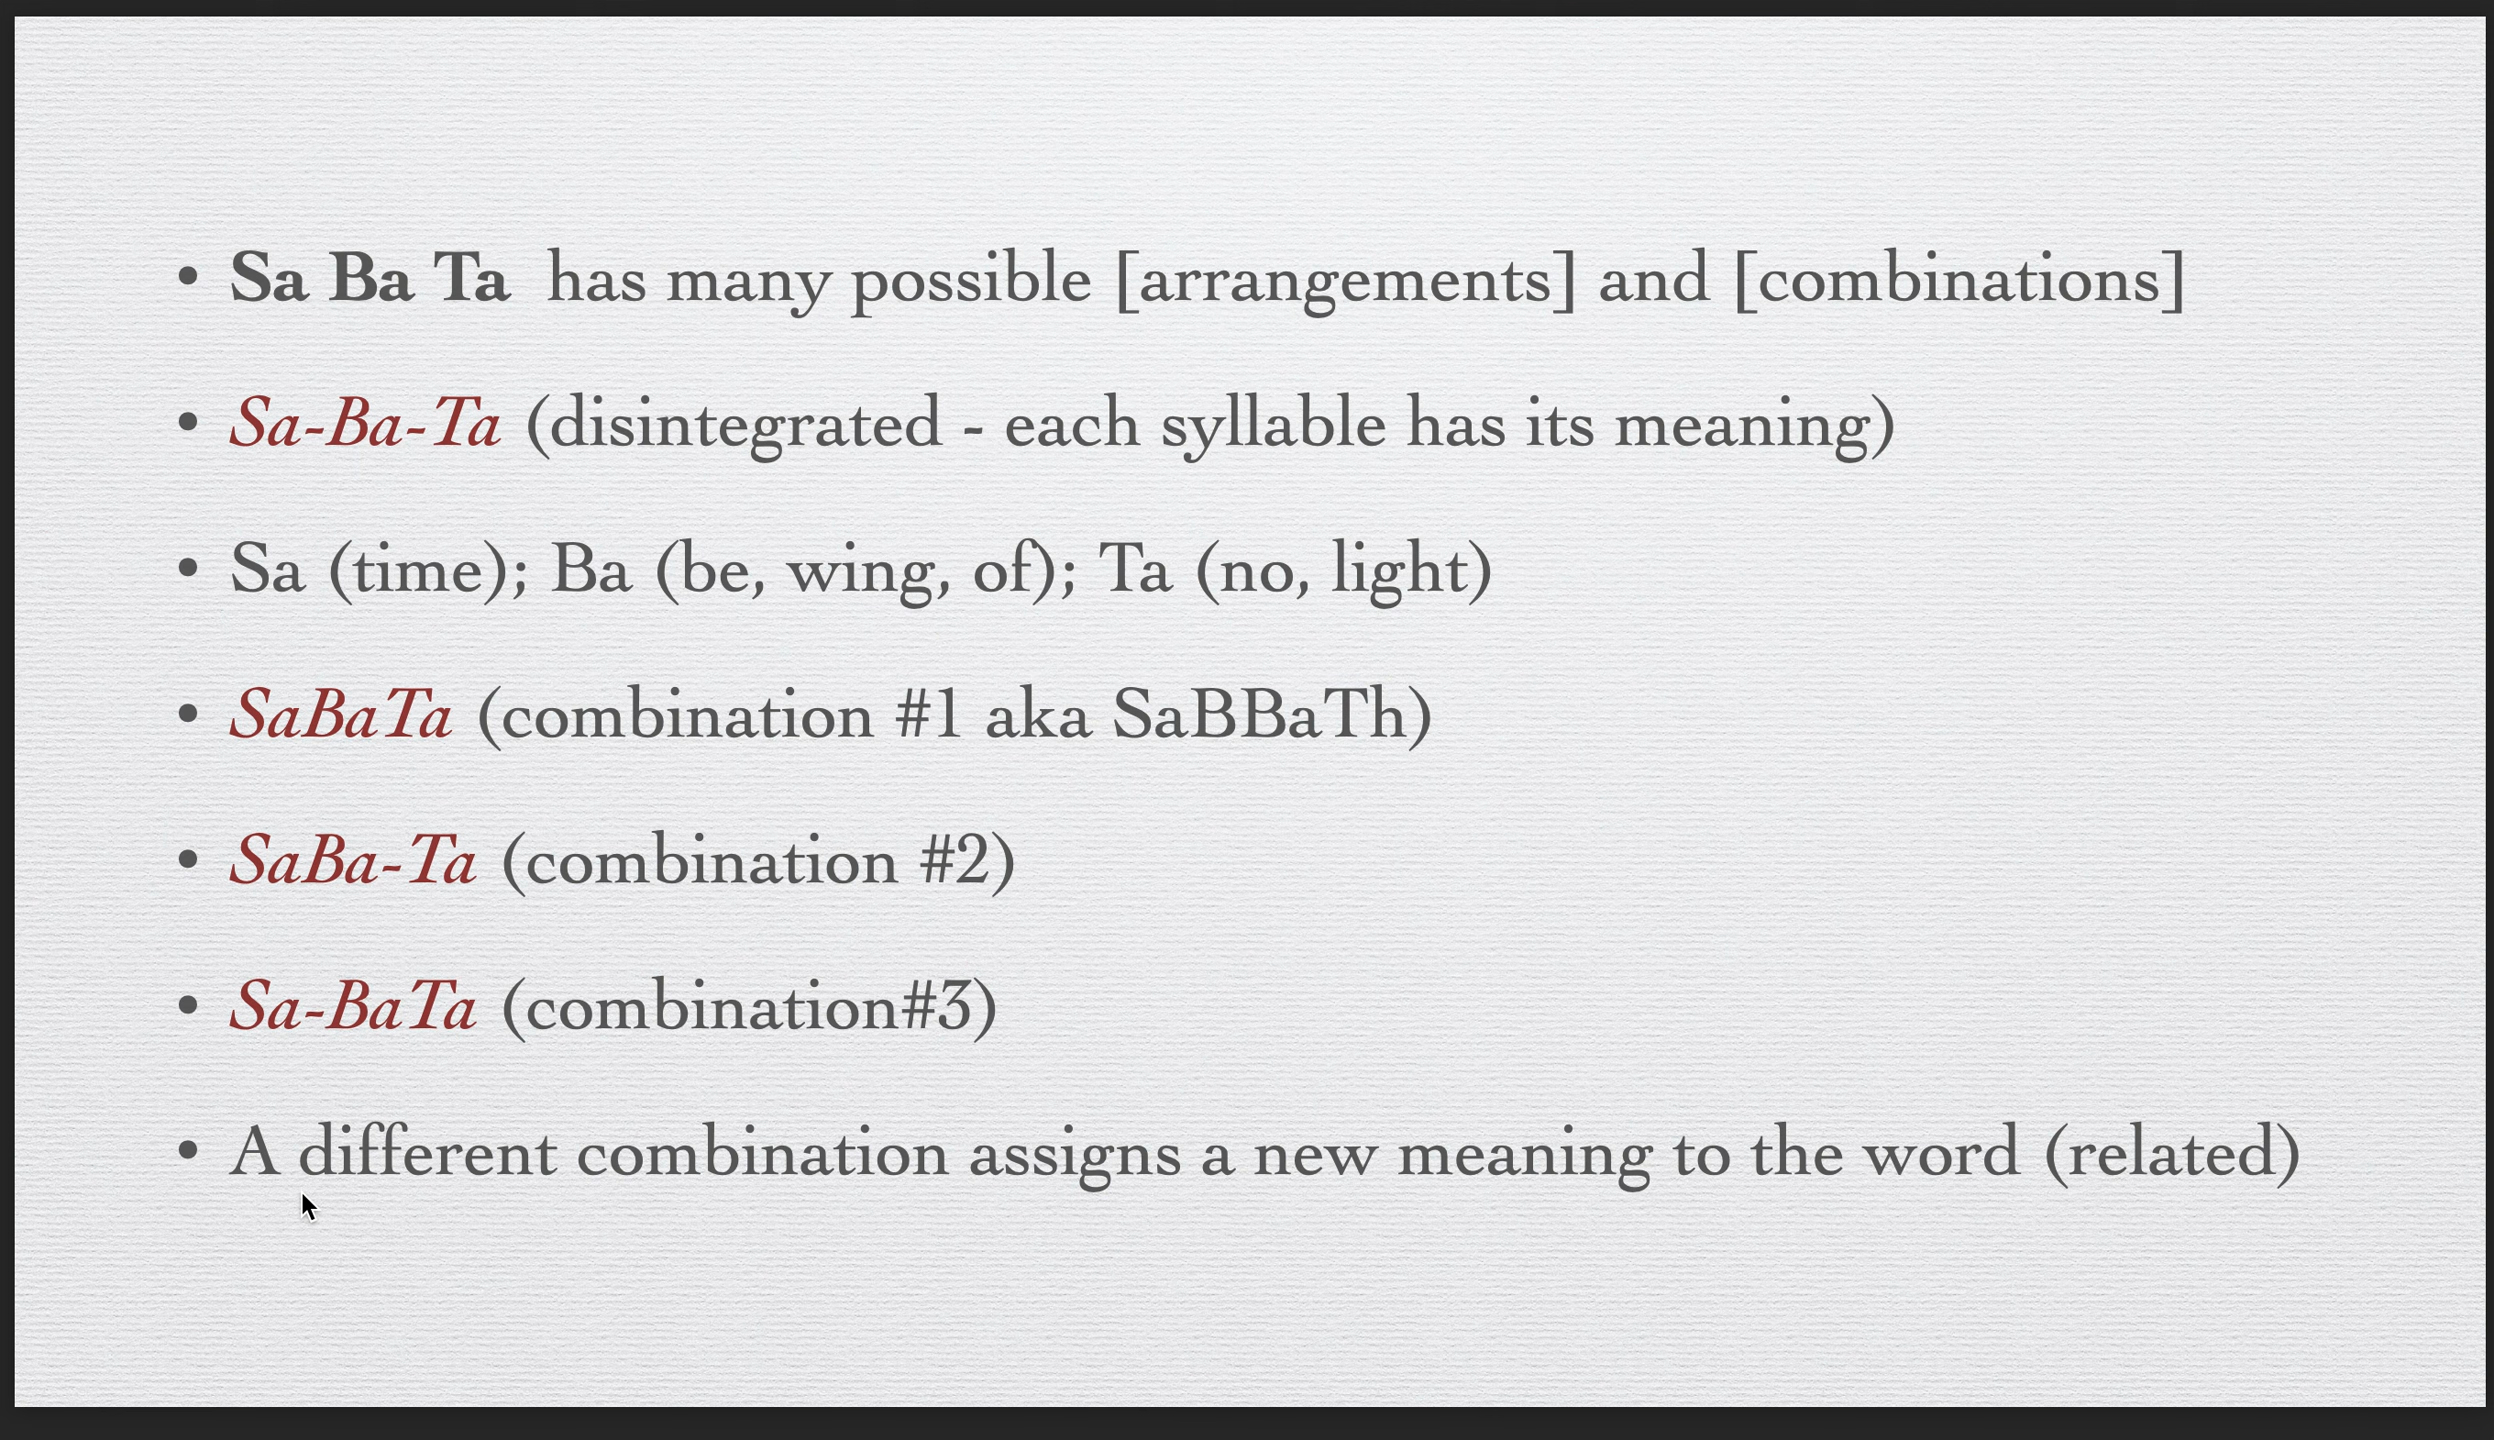 • Sa Ba Ta has many possible [arrangements] and [combinations]
• Sa-Ba-Ta (disintegrated - each syllable has its meaning)
• Sa (time); Ba (be, wing, of); Ta (no, light)
• SaBaTa (combination #1 aka SaBBaTh)
• SaBa-Ta (combination #2)
• Sa-BaTa (combination#3)
• A different combination assigns a new meaning to the word (related)